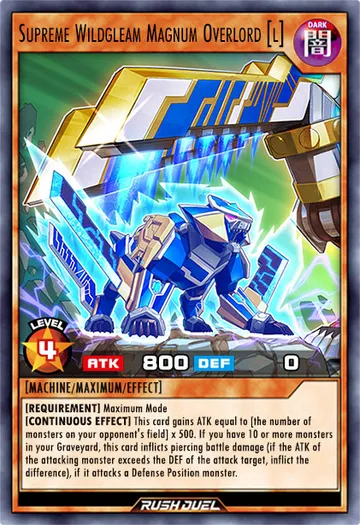 Supreme Wildgleam Magnum Overlord [L]
DARK
闇
LEVEL
4
ATK 800 DEF 0
[MACHINE/MAXIMUM/EFFECT]
[REQUIREMENT] Maximum Mode
[CONTINUOUS EFFECT] This card gains ATK equal to (the number of
monsters on your opponent's field) x 500. If you have 10 or more monsters
in your Graveyard, this card inflicts piercing battle damage (if the ATK of
the attacking monster exceeds the DEF of the attack target, inflict the
difference), if it attacks a Defense Position monster.
RUSH DUEL